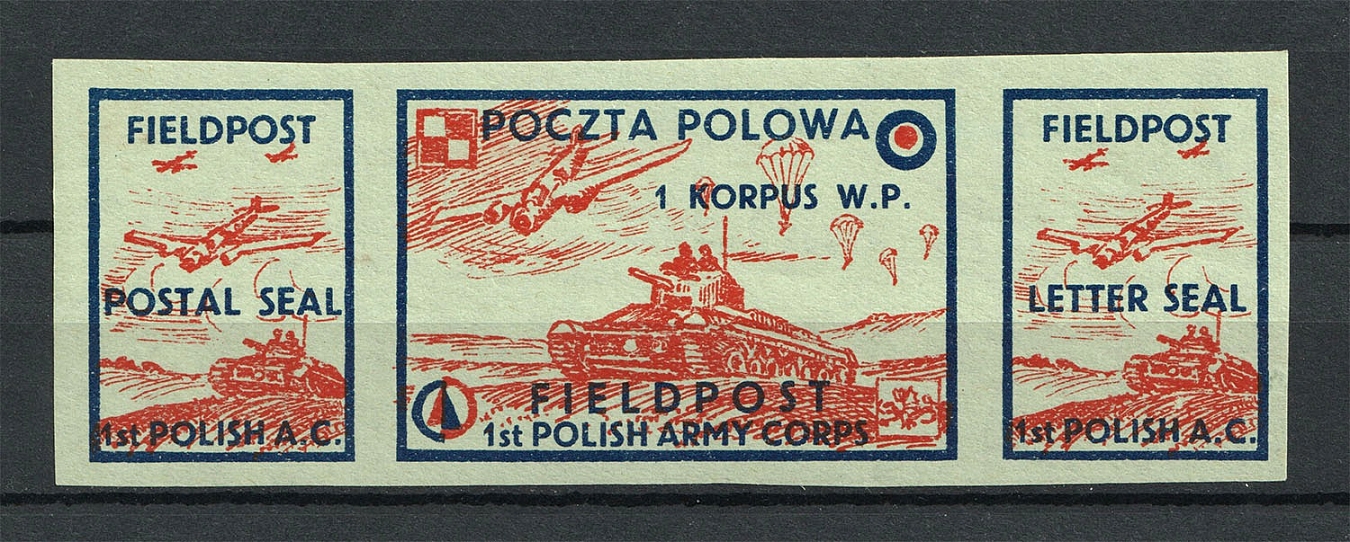 FIELDPOST
POSTAL SEAL
1st POLISH A.C.
POCZTA POLOWA
1 KORPUS W.P.
FIELDPOST
1st POLISH ARMY CORPS
FIELDPOST
LETTER SEAL
1st POLISH A.C.